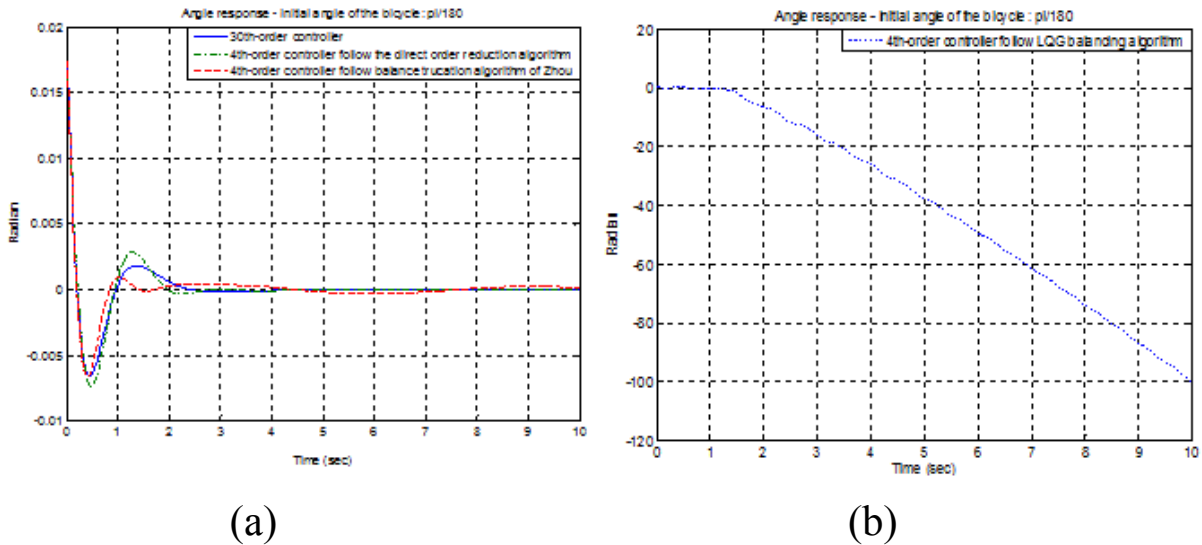 Angle response - Initial angle of the bicycle : pi/180
30th-order controller
4th-order controller follow the direct order reduction algorithm
4th-order controller follow balance trucation algorithm of Zhou
0.02
0.015
0.01
0.005
0
-0.005
-0.01
Radian
0 1 2 3 4 5 6 7 8 9 10
Time (sec)
(a)
Angle response - Initial angle of the bicycle : pi/180
4th-order controller follow LQG balancing algorithm
20
0
-20
-40
-60
-80
-100
-120
Radian
0 1 2 3 4 5 6 7 8 9 10
Time (sec)
(b)